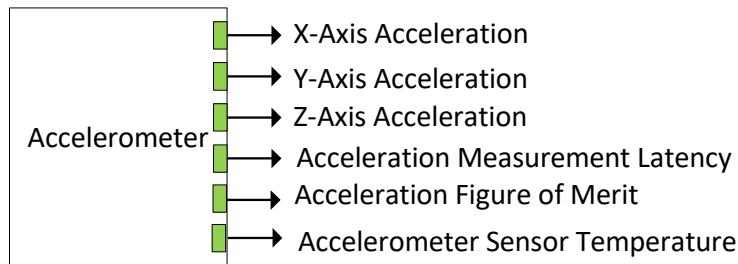 X-Axis Acceleration
Y-Axis Acceleration
Z-Axis Acceleration
Accelerometer
Acceleration Measurement Latency
Acceleration Figure of Merit
Accelerometer Sensor Temperature